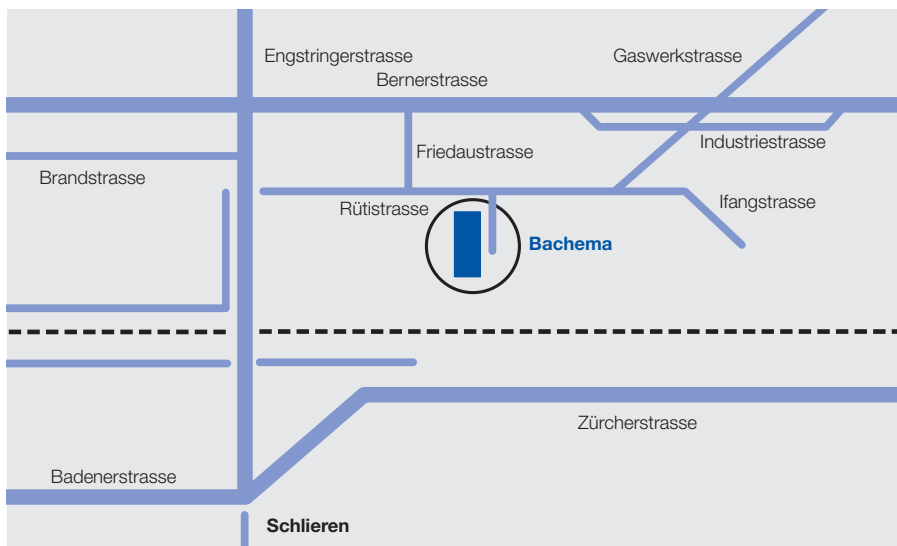 Engstringerstrasse
Gaswerkstrasse
Bernerstrasse
Industriestrasse
Friedaustrasse
Brandstrasse
Rütistrasse
Ifangstrasse
Bachema
Zürcherstrasse
Badenerstrasse
Schlieren